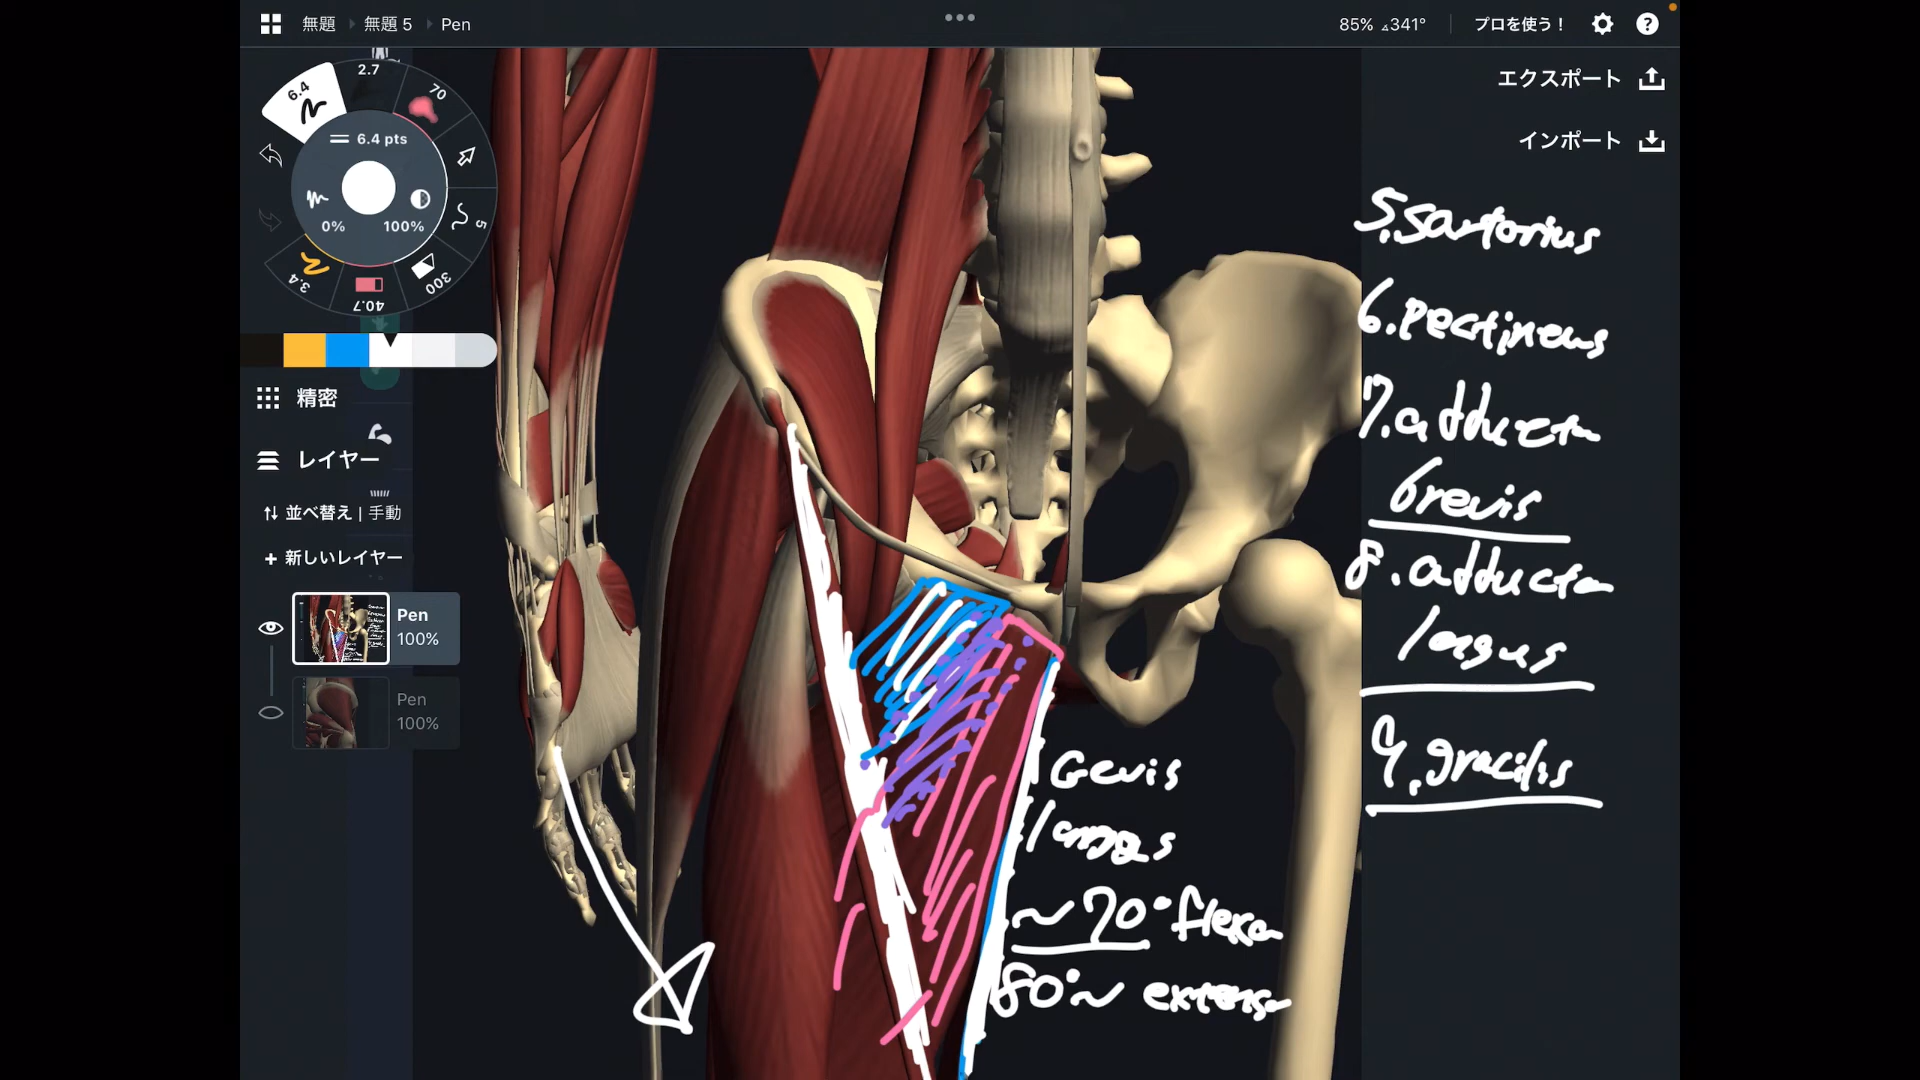 無題 無題 5 Pen
85% ⊿341°
プロを使う！
2.7
6.4
70
6.4 pts
0%
100%
5
3.4
40.7
300
エクスポート
インポート
精密
レイヤー
並べ替え | 手動
+ 新しいレイヤー
Pen
100%
Pen
100%
5.Sartorius
6.pectineus
7.adductor
brevis
8.adductor
longus
9.gracilis
brevis
longus
~70°flexor
80°~ extensor